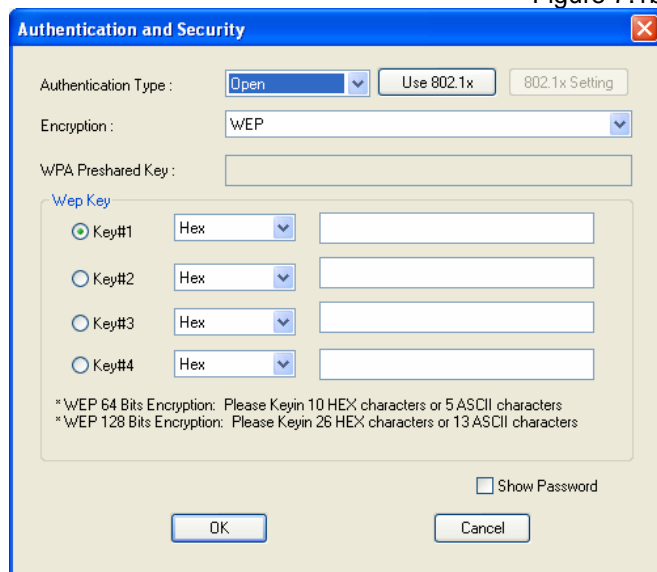 Authentication and Security
Authentication Type : Open Use 802.1x 802.1x Setting
Encryption : WEP
WPA Preshared Key :
Wep Key
Key#1 Hex
Key#2 Hex
Key#3 Hex
Key#4 Hex
* WEP 64 Bits Encryption: Please Keyin 10 HEX characters or 5 ASCII characters
* WEP 128 Bits Encryption: Please Keyin 26 HEX characters or 13 ASCII characters
Show Password
OK Cancel